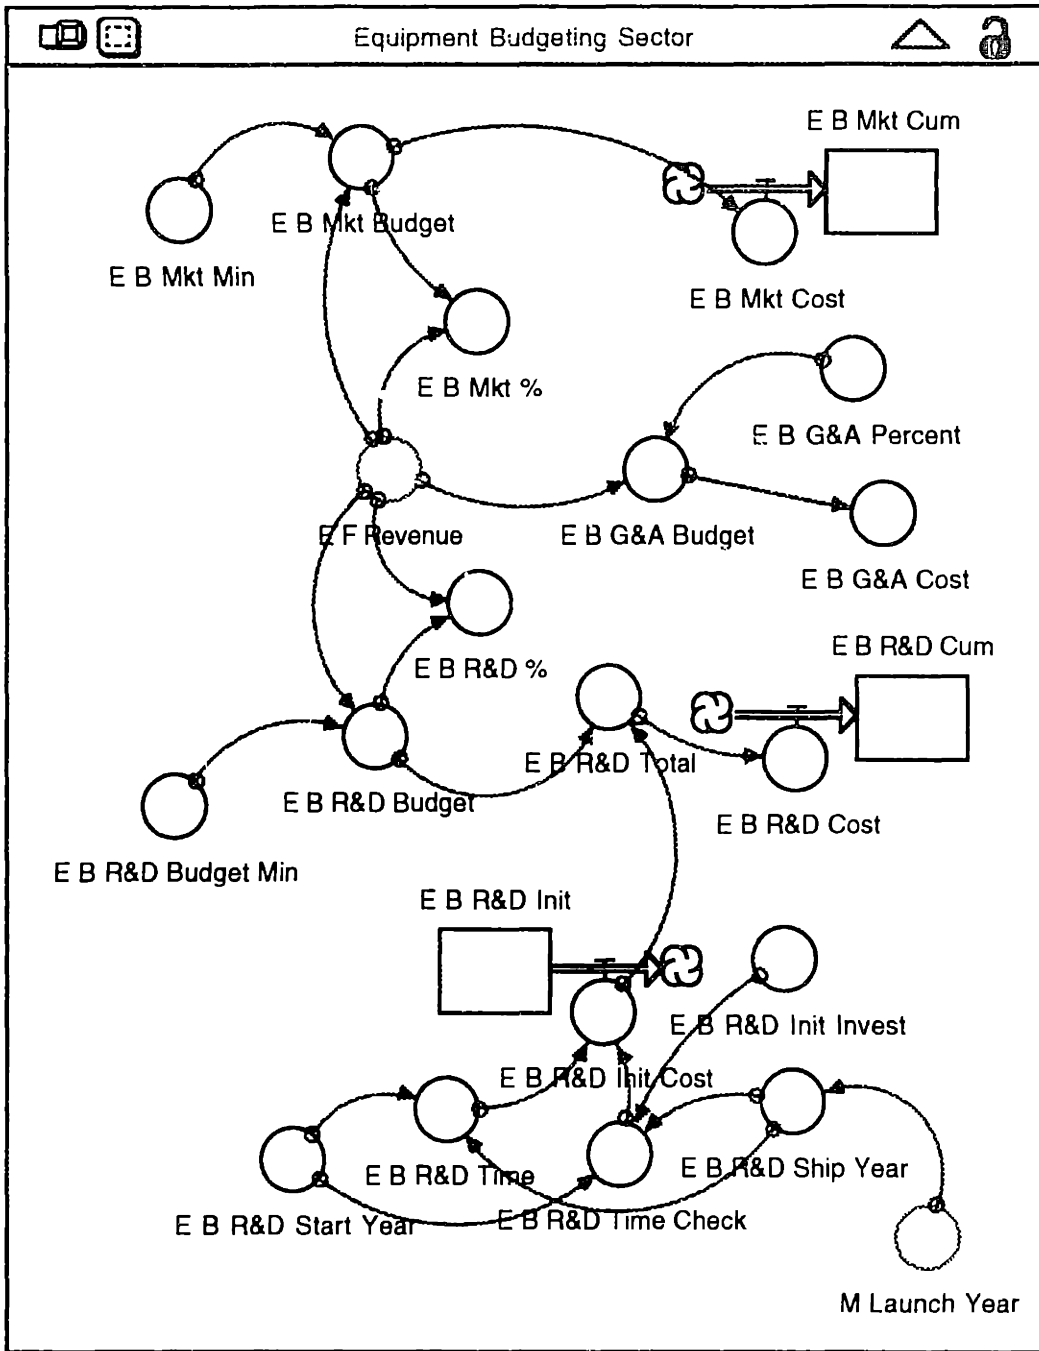 Equipment Budgeting Sector
E B Mkt Cum
E B Mkt Budget
E B Mkt Min
E B Mkt Cost
E B Mkt %
E B G&A Percent
E F Revenue
E B G&A Budget
E B G&A Cost
E B R&D Cum
E B R&D %
E B R&D Total
E B R&D Budget
E B R&D Cost
E B R&D Budget Min
E B R&D Init
E B R&D Init Invest
E B R&D Init Cost
E B R&D Time
E B R&D Ship Year
E B R&D Start Year
E B R&D Time Check
M Launch Year